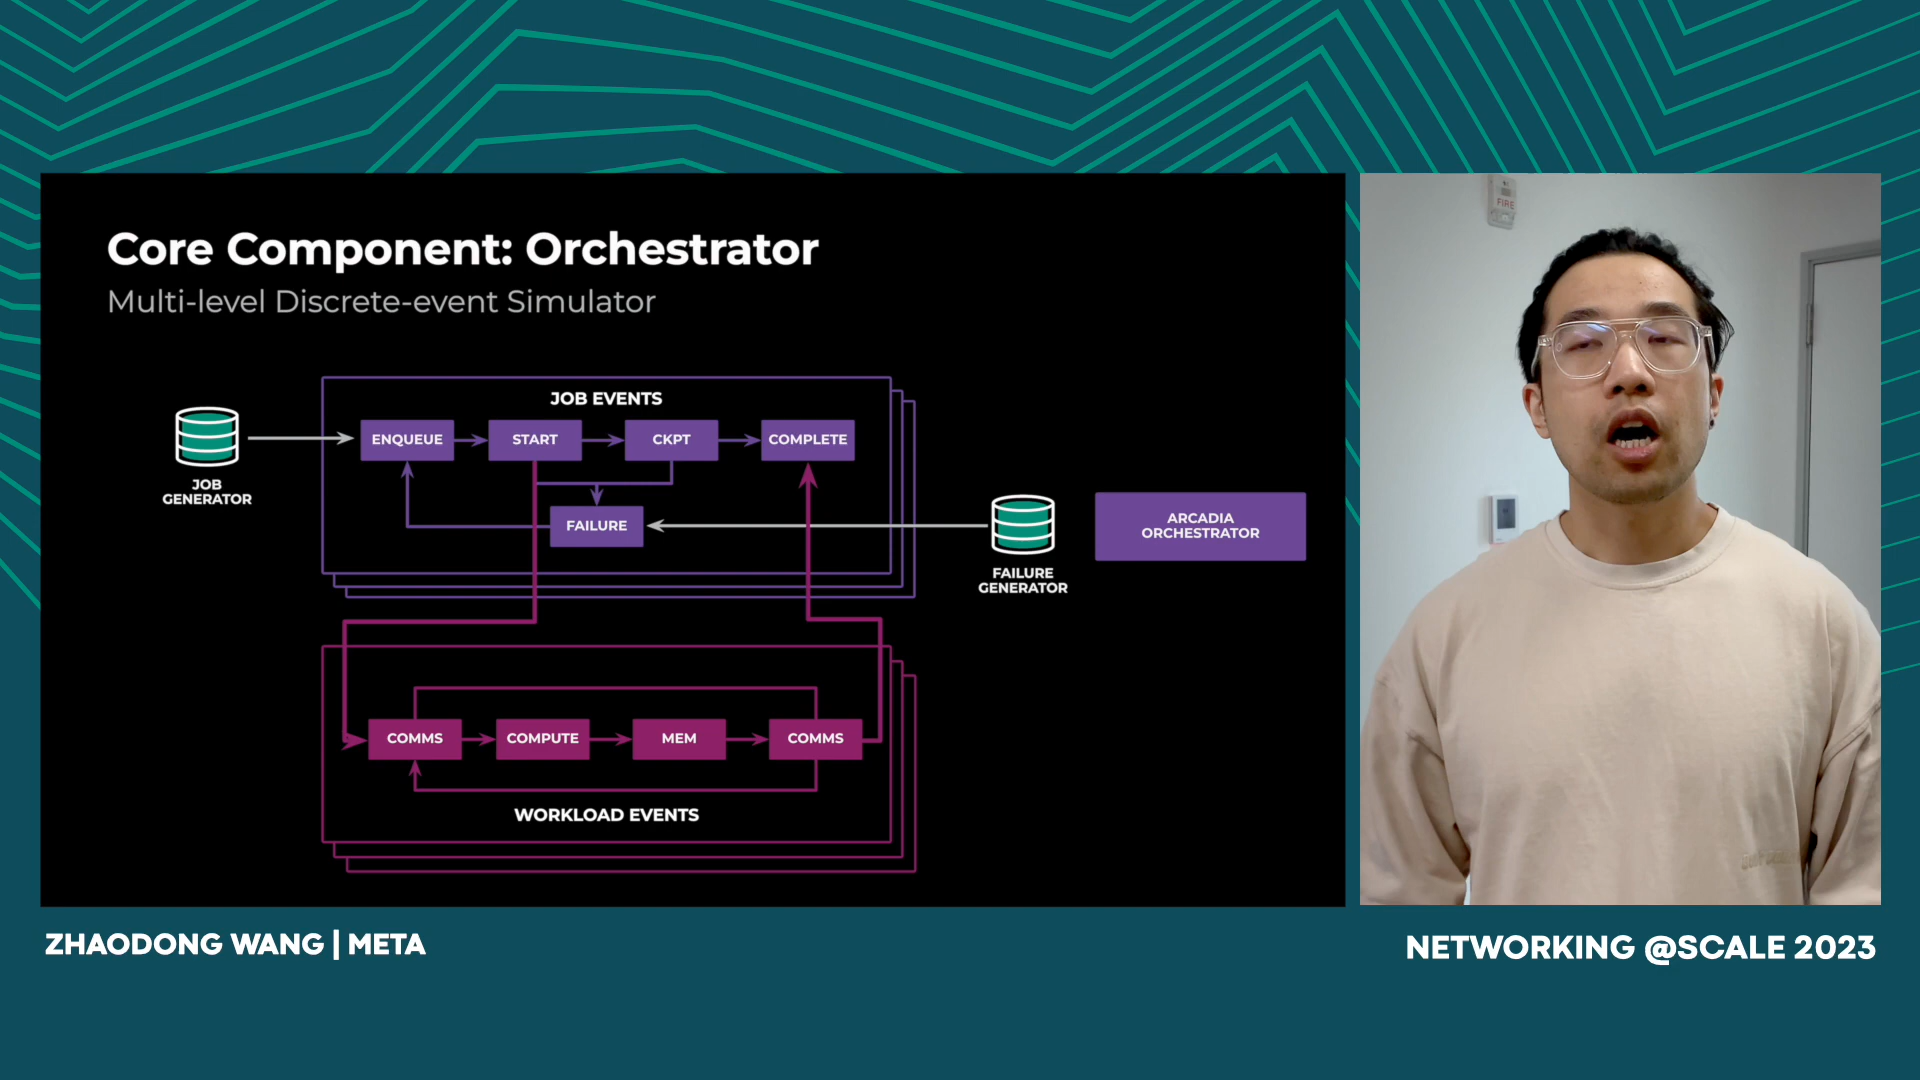 Core Component: Orchestrator
Multi-level Discrete-event Simulator
JOB EVENTS
ENQUEUE
START
CKPT
COMPLETE
JOB
GENERATOR
FAILURE
FAILURE
GENERATOR
ARCADIA
ORCHESTRATOR
COMMS
COMPUTE
MEM
COMMS
WORKLOAD EVENTS
FIRE
ZHAODONG WANG | META
NETWORKING @SCALE 2023